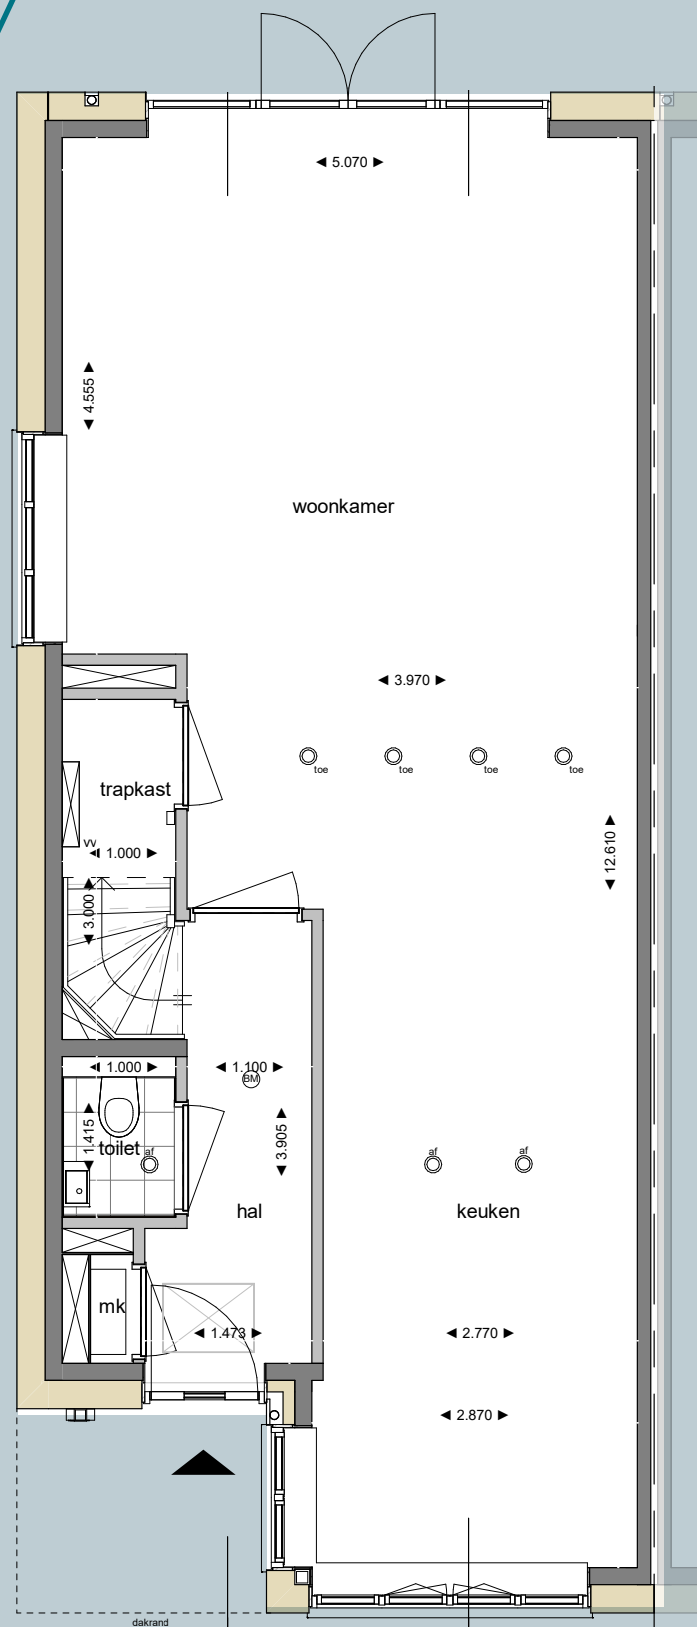 5.070
4.555
woonkamer
3.970
toe
toe
toe
toe
trapkast
12.610
vv
1.000
3.000
1.000
1.100
BM
1.415
toilet
af
3.905
af
af
hal
keuken
mk
1.473
2.770
2.870
dakrand